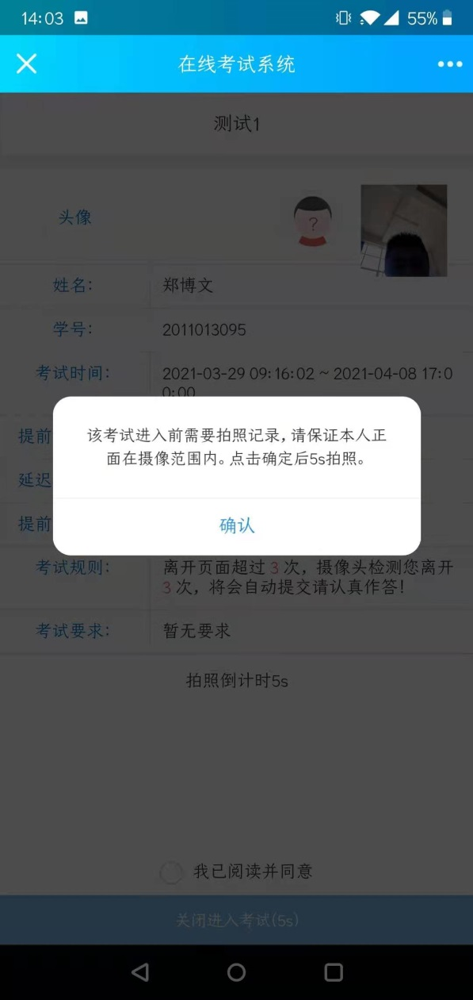 14:03
55%
在线考试系统
测试1
头像
?
姓名:
郑博文
学号:
2011013095
考试时间:
2021-03-29 09:16:02 ~ 2021-04-08 17:0
0:00
该考试进入前需要拍照记录,请保证本人正
面在摄像范围内。点击确定后5s拍照。
确认
提前
延迟
提前
考试规则:
离开页面超过 3 次，摄像头检测您离开
3 次，将会自动提交请认真作答！
考试要求:
暂无要求
拍照倒计时5s
我已阅读并同意
关闭进入考试(5s)